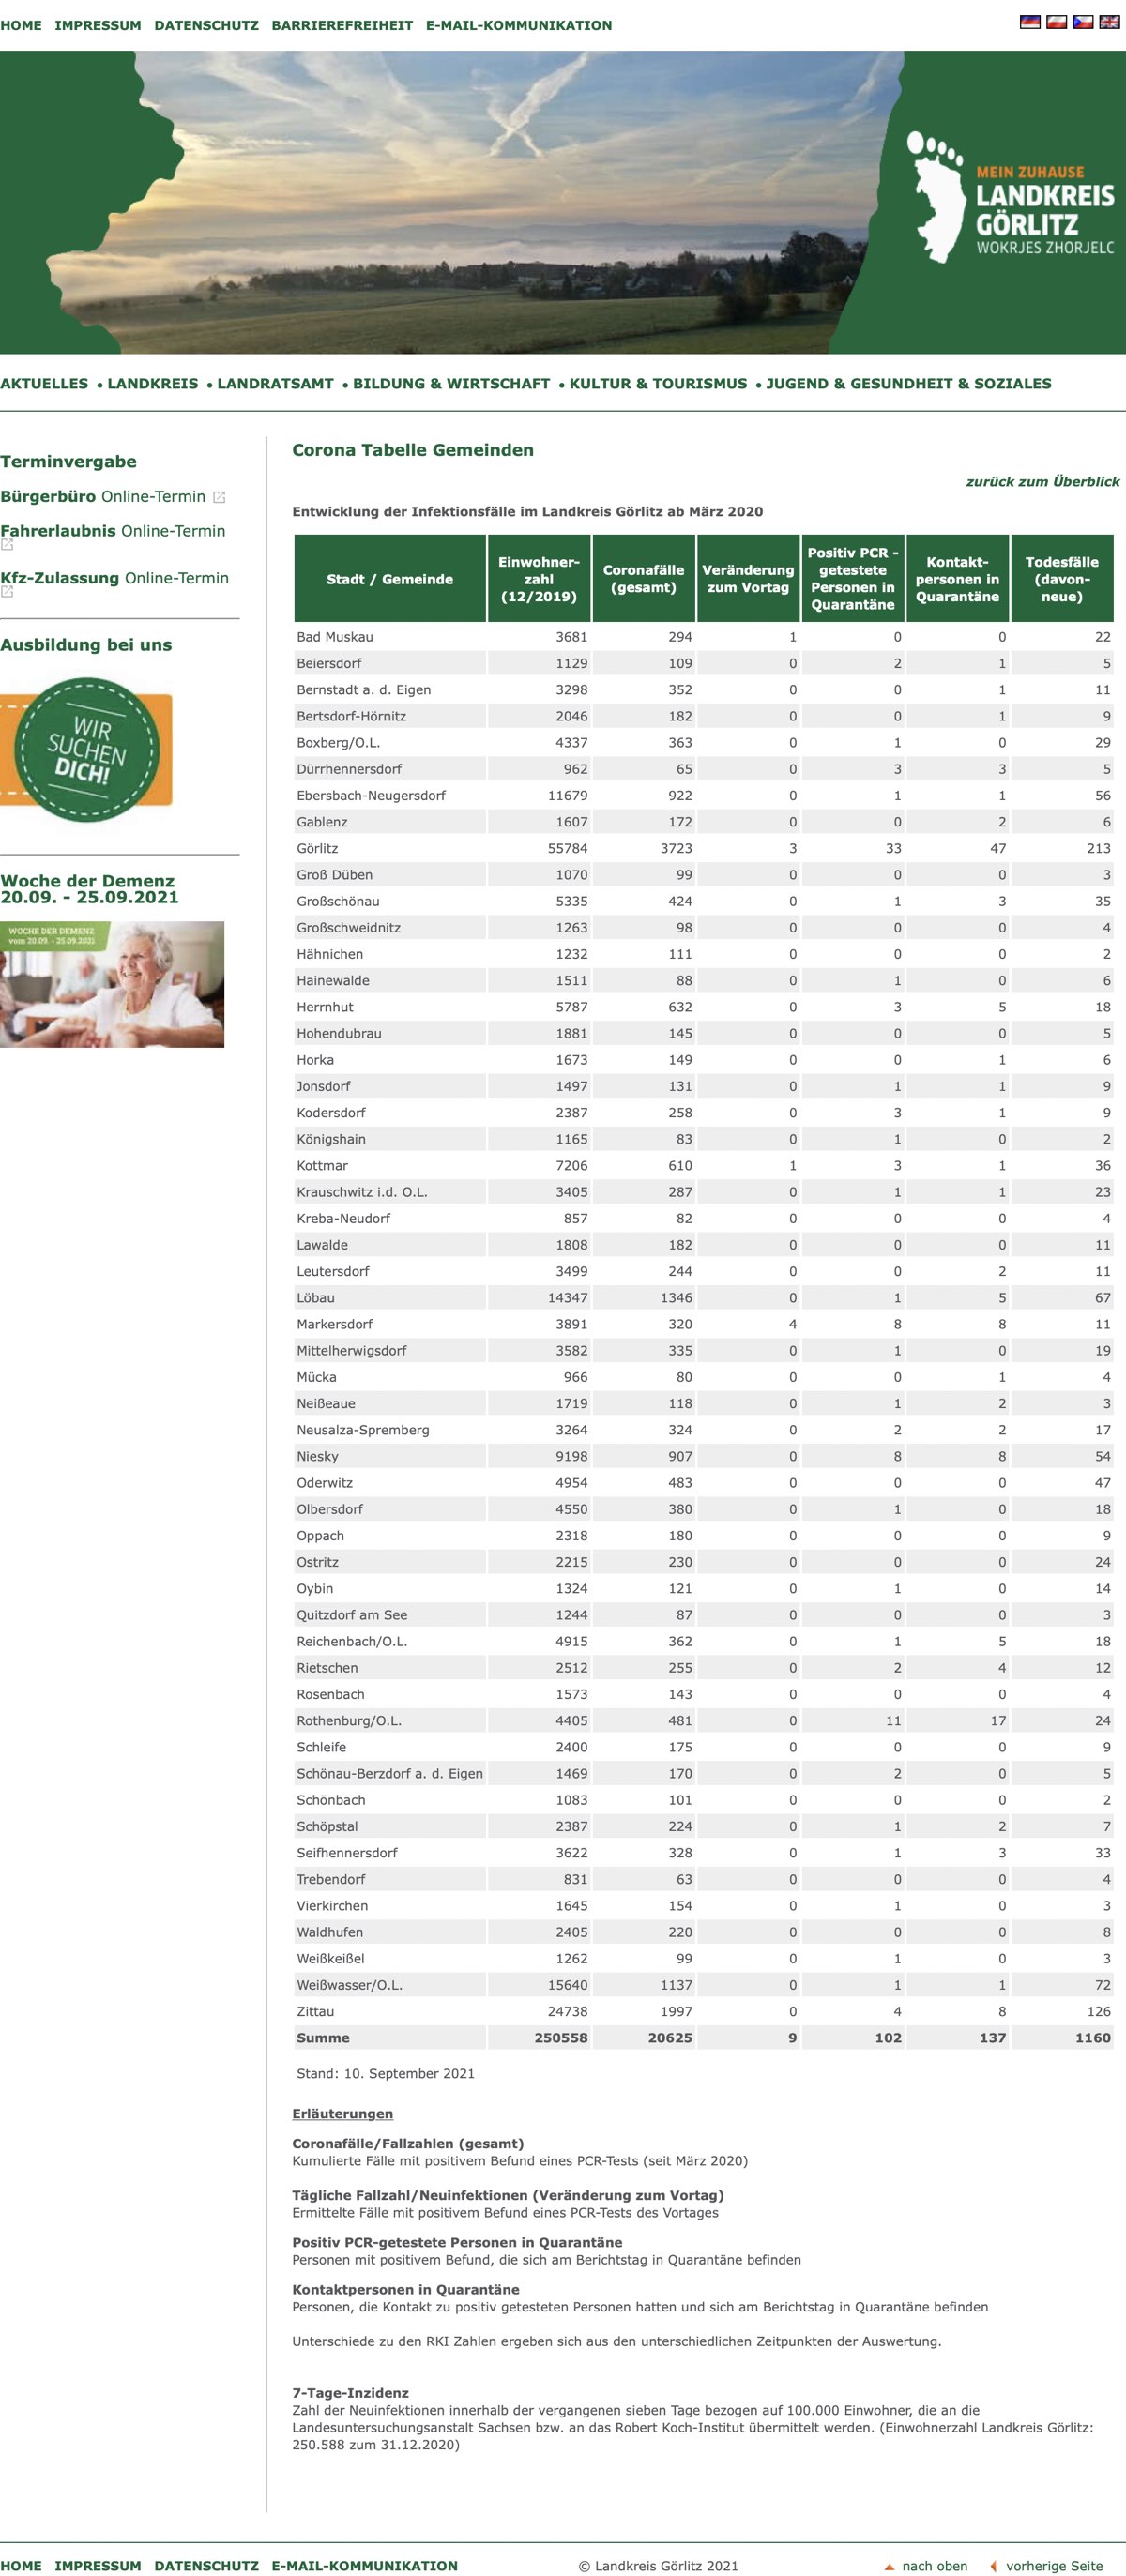 HOME IMPRESSUM DATENSCHUTZ BARRIEREFREIHEIT E-MAIL-KOMMUNIKATION
MEIN ZUHAUSE
LANDKREIS
GÖRLITZ
WOKRJES ZHORJELC
AKTUELLES • LANDKREIS • LANDRATSAMT • BILDUNG & WIRTSCHAFT • KULTUR & TOURISMUS • JUGEND & GESUNDHEIT & SOZIALES
Terminvergabe
Bürgerbüro Online-Termin
Fahrerlaubnis Online-Termin
Kfz-Zulassung Online-Termin
Ausbildung bei uns
WIR
SUCHEN
DICH!
Woche der Demenz
20.09. - 25.09.2021
WOCHE DER DEMENZ
vom 20.09. - 25.09.2021
Corona Tabelle Gemeinden
zurück zum Überblick
Entwicklung der Infektionsfälle im Landkreis Görlitz ab März 2020
Stadt / Gemeinde Einwohner-zahl (12/2019) Coronafälle (gesamt) Veränderung zum Vortag Positiv PCR - getestete Personen in Quarantäne Kontakt-personen in Quarantäne Todesfälle (davon-neue)
Bad Muskau 3681 294 1 0 0 22
Beiersdorf 1129 109 0 2 1 5
Bernstadt a. d. Eigen 3298 352 0 0 1 11
Bertsdorf-Hörnitz 2046 182 0 0 1 9
Boxberg/O.L. 4337 363 0 1 0 29
Dürrhennersdorf 962 65 0 3 3 5
Ebersbach-Neugersdorf 11679 922 0 1 1 56
Gablenz 1607 172 0 0 2 6
Görlitz 55784 3723 3 33 47 213
Groß Düben 1070 99 0 0 0 3
Großschönau 5335 424 0 1 3 35
Großschweidnitz 1263 98 0 0 0 4
Hähnichen 1232 111 0 0 0 2
Hainewalde 1511 88 0 1 0 6
Herrnhut 5787 632 0 3 5 18
Hohendubrau 1881 145 0 0 0 5
Horka 1673 149 0 0 1 6
Jonsdorf 1497 131 0 1 1 9
Kodersdorf 2387 258 0 3 1 9
Königshain 1165 83 0 1 0 2
Kottmar 7206 610 1 3 1 36
Krauschwitz i.d. O.L. 3405 287 0 1 1 23
Kreba-Neudorf 857 82 0 0 0 4
Lawalde 1808 182 0 0 0 11
Leutersdorf 3499 244 0 0 2 11
Löbau 14347 1346 0 1 5 67
Markersdorf 3891 320 4 8 8 11
Mittelherwigsdorf 3582 335 0 1 0 19
Mücka 966 80 0 0 1 4
Neißeaue 1719 118 0 1 2 3
Neusalza-Spremberg 3264 324 0 2 2 17
Niesky 9198 907 0 8 8 54
Oderwitz 4954 483 0 0 0 47
Olbersdorf 4550 380 0 1 0 18
Oppach 2318 180 0 0 0 9
Ostritz 2215 230 0 0 0 24
Oybin 1324 121 0 1 0 14
Quitzdorf am See 1244 87 0 0 0 3
Reichenbach/O.L. 4915 362 0 1 5 18
Rietschen 2512 255 0 2 4 12
Rosenbach 1573 143 0 0 0 4
Rothenburg/O.L. 4405 481 0 11 17 24
Schleife 2400 175 0 0 0 9
Schönau-Berzdorf a. d. Eigen 1469 170 0 2 0 5
Schönbach 1083 101 0 0 0 2
Schöpstal 2387 224 0 1 2 7
Seifhennersdorf 3622 328 0 1 3 33
Trebendorf 831 63 0 0 0 4
Vierkirchen 1645 154 0 1 0 3
Waldhufen 2405 220 0 0 0 8
Weißkeißel 1262 99 0 1 0 3
Weißwasser/O.L. 15640 1137 0 1 1 72
Zittau 24738 1997 0 4 8 126
Summe 250558 20625 9 102 137 1160
Stand: 10. September 2021
Erläuterungen
Coronafälle/Fallzahlen (gesamt)
Kumulierte Fälle mit positivem Befund eines PCR-Tests (seit März 2020)
Tägliche Fallzahl/Neuinfektionen (Veränderung zum Vortag)
Ermittelte Fälle mit positivem Befund eines PCR-Tests des Vortages
Positiv PCR-getestete Personen in Quarantäne
Personen mit positivem Befund, die sich am Berichtstag in Quarantäne befinden
Kontaktpersonen in Quarantäne
Personen, die Kontakt zu positiv getesteten Personen hatten und sich am Berichtstag in Quarantäne befinden
Unterschiede zu den RKI Zahlen ergeben sich aus den unterschiedlichen Zeitpunkten der Auswertung.
7-Tage-Inzidenz
Zahl der Neuinfektionen innerhalb der vergangenen sieben Tage bezogen auf 100.000 Einwohner, die an die
Landesuntersuchungsanstalt Sachsen bzw. an das Robert Koch-Institut übermittelt werden. (Einwohnerzahl Landkreis Görlitz:
250.588 zum 31.12.2020)
HOME IMPRESSUM DATENSCHUTZ E-MAIL-KOMMUNIKATION © Landkreis Görlitz 2021 nach oben vorherige Seite